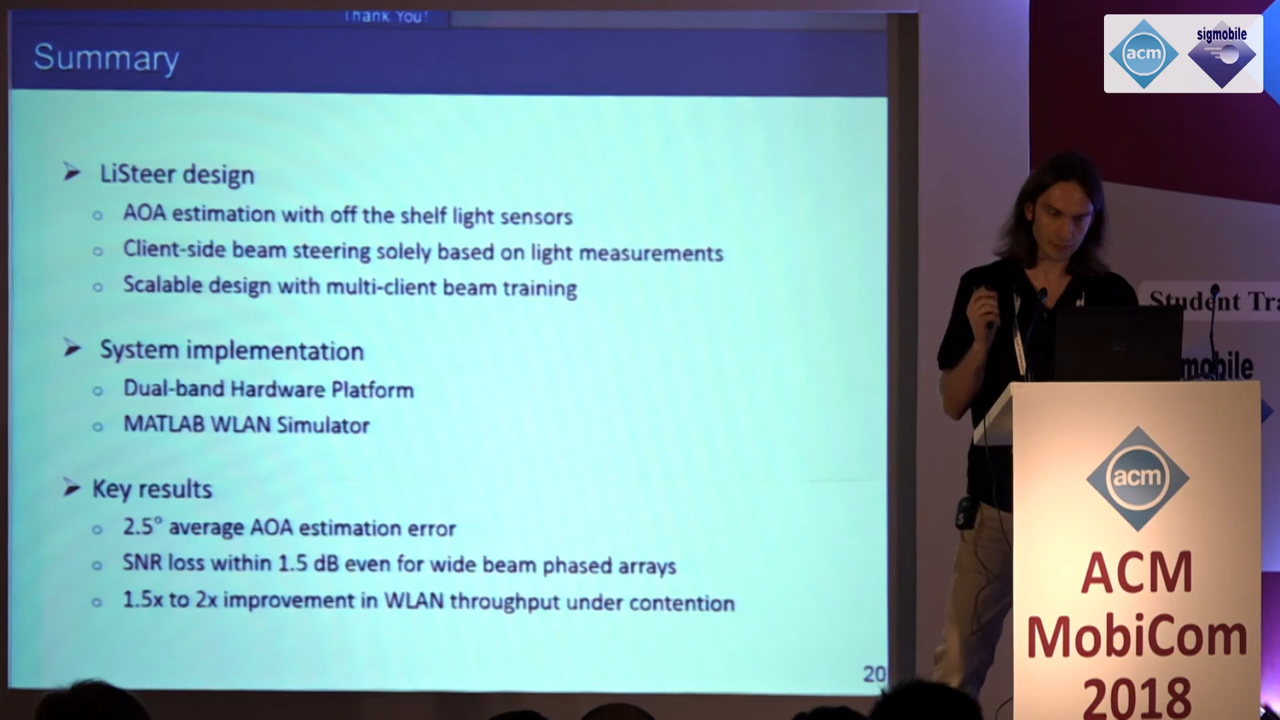 Thank You!
Summary
➤ LiSteer design
○ AOA estimation with off the shelf light sensors
○ Client-side beam steering solely based on light measurements
○ Scalable design with multi-client beam training
➤ System implementation
○ Dual-band Hardware Platform
○ MATLAB WLAN Simulator
➤ Key results
○ 2.5° average AOA estimation error
○ SNR loss within 1.5 dB even for wide beam phased arrays
○ 1.5x to 2x improvement in WLAN throughput under contention
20
acm
sigmobile
Student Tra
mobile
acm
ACM
MobiCom
2018